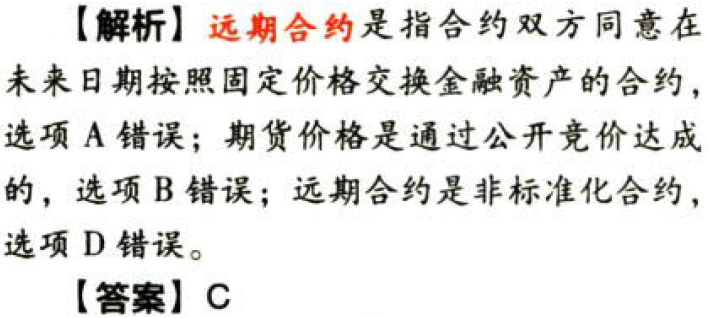 【解析】远期合约是指合约双方同意在
未来日期按照固定价格交换金融资产的合约，
选项 A 错误；期货价格是通过公开竞价达成
的，选项 B 错误；远期合约是非标准化合约，
选项 D 错误。
【答案】C